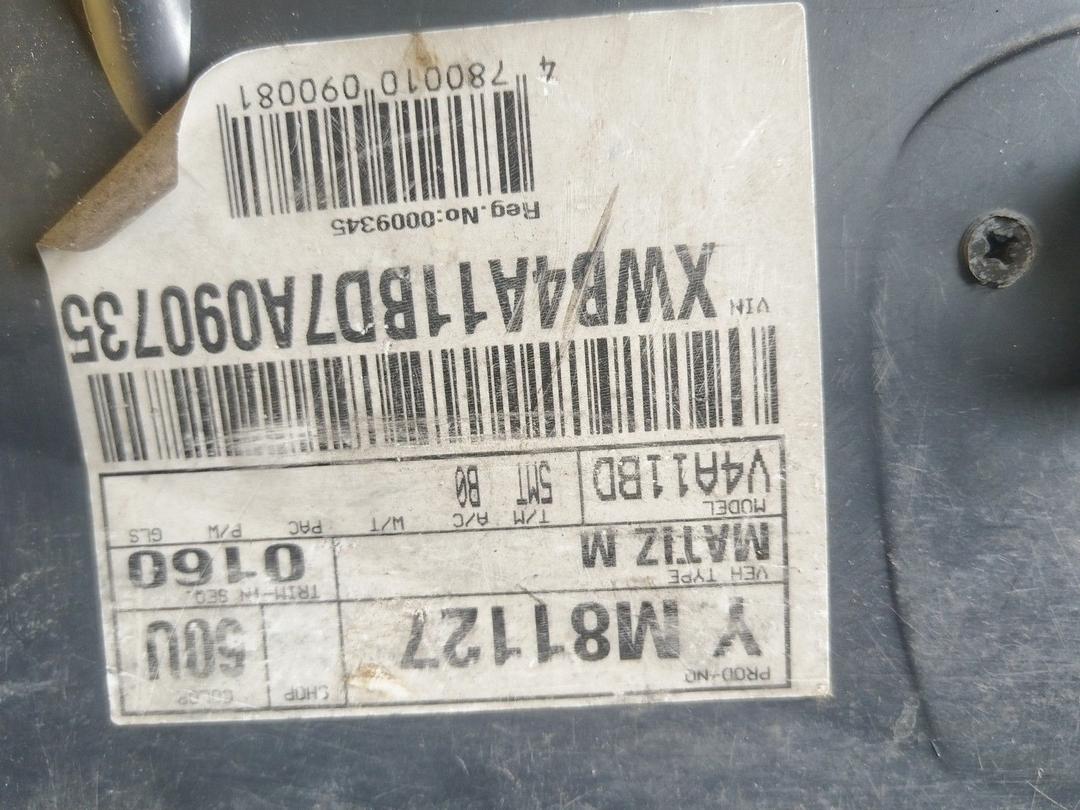 PROD-NO SHOP COLOR
Y M81127 50U
VEH TYPE TRIM-IN SEQ.
MATIZ M 0160
MODEL T/M A/C W/T PAC P/W GLS
V4A11BD 5MT B0
VIN XWB4A11BD7A090735
Reg.No:0009345
4 780010 090081